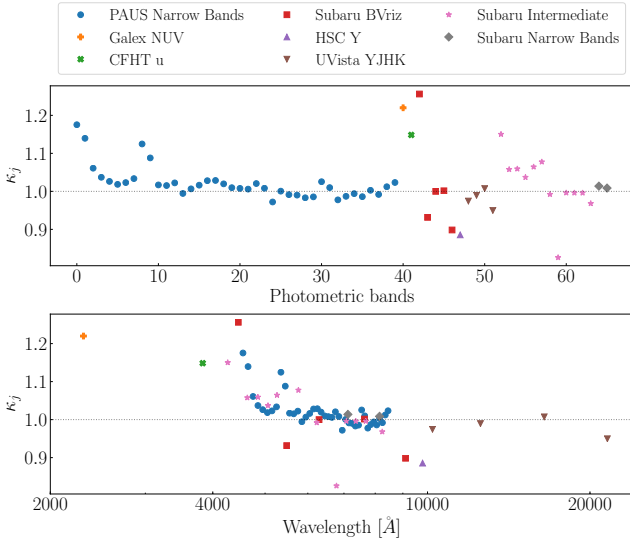 PAUS Narrow Bands Subaru BVriz Subaru Intermediate
Galex NUV HSC Y Subaru Narrow Bands
CFHT u UVista YJHK
1.2
1.1
1.0
0.9
κj
0 10 20 30 40 50 60
Photometric bands
1.2
1.1
1.0
0.9
κj
2000 4000 10000 20000
Wavelength [Å]